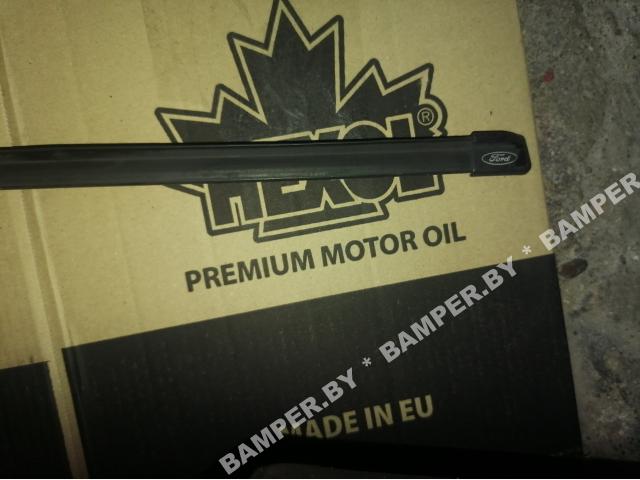 HEXOL®
Ford
PREMIUM MOTOR OIL
MADE IN EU
BAMPER.BY * BAMPER.BY * BAMPER